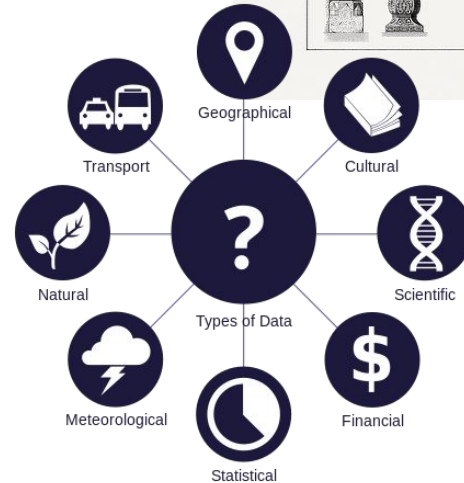 Geographical
Transport
Cultural
?
Natural
Scientific
Types of Data
$
Meteorological
Financial
Statistical